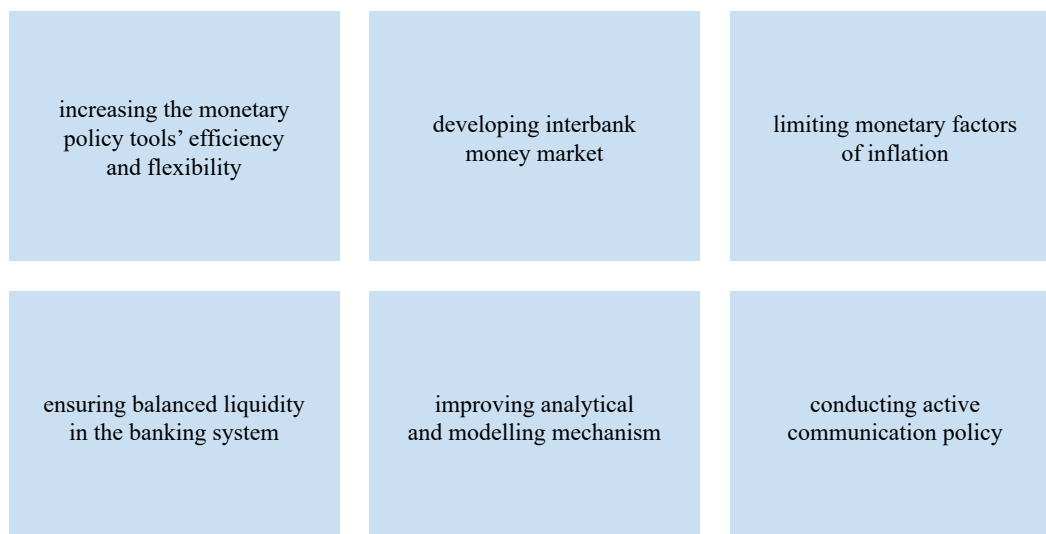 increasing the monetary
policy tools’ efficiency
and flexibility
developing interbank
money market
limiting monetary factors
of inflation
ensuring balanced liquidity
in the banking system
improving analytical
and modelling mechanism
conducting active
communication policy